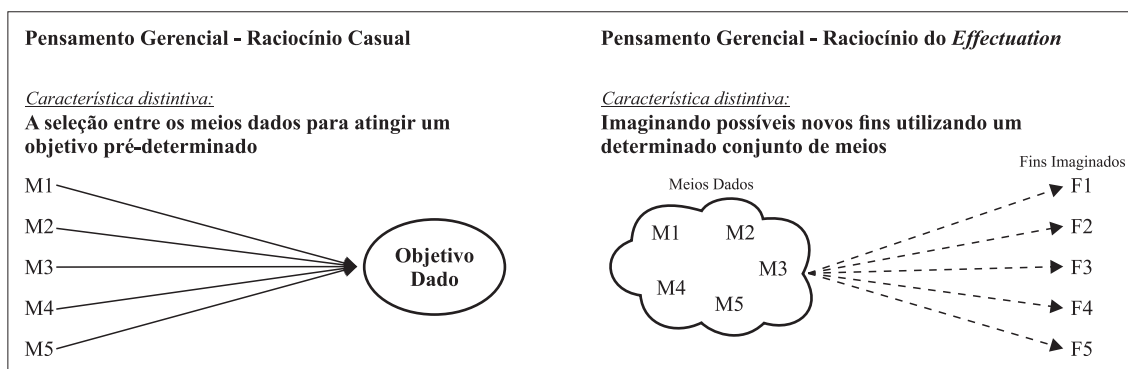 Pensamento Gerencial - Raciocínio Casual
Característica distintiva:
A seleção entre os meios dados para atingir um
objetivo pré-determinado
M1
M2
M3
M4
M5
Objetivo
Dado
Pensamento Gerencial - Raciocínio do Effectuation
Característica distintiva:
Imaginando possíveis novos fins utilizando um
determinado conjunto de meios
Meios Dados
M1
M2
M3
M4
M5
Fins Imaginados
F1
F2
F3
F4
F5